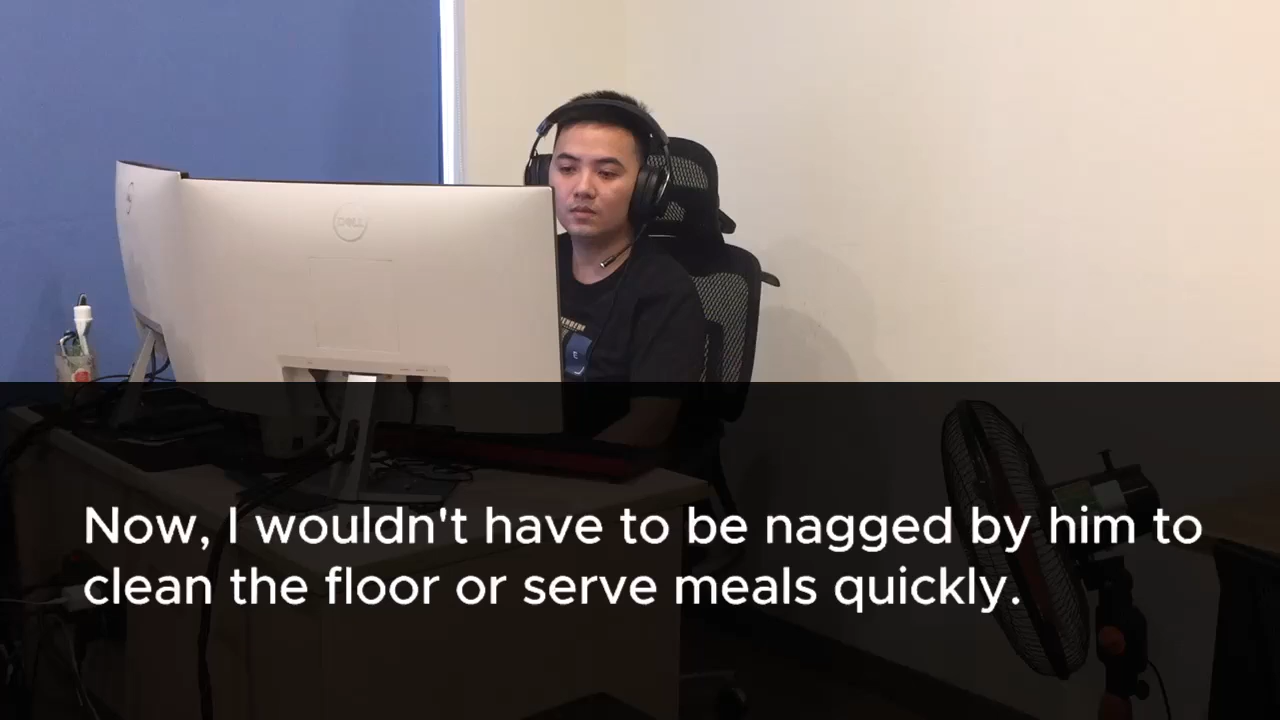 DELL
Now, I wouldn't have to be nagged by him to
clean the floor or serve meals quickly.